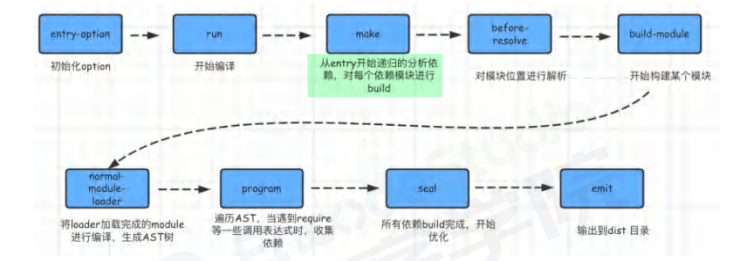 entry-option
run
make
before-
resolve
build-module
初始化option
开始编译
从entry开始递归的分析依
赖，对每个依赖模块进行
build
对模块位置进行解析
开始构建某个模块
normal-
module-
loader
program
seal
emit
将loader加载完成的module
进行编译，生成AST树
遍历AST，当遇到require
等一些调用表达式时，收集
依赖
所有依赖build完成，开始
优化
输出到dist 目录